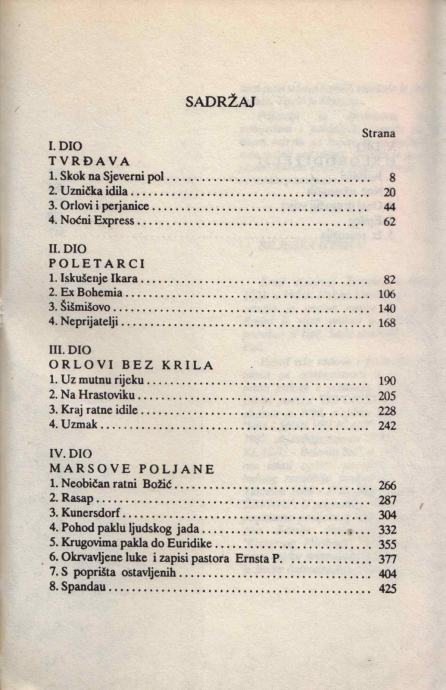 SADRŽAJ
Strana
I. DIO
TVRĐAVA
1. Skok na Sjeverni pol 8
2. Uznička idila 20
3. Orlovi i perjanice 44
4. Noćni Express 62
II. DIO
POLETARCI
1. Iskušenje Ikara 82
2. Ex Bohemia 106
3. Šišmišovo 140
4. Neprijatelji 168
III. DIO
ORLOVI BEZ KRILA
1. Uz mutnu rijeku 190
2. Na Hrastoviku 205
3. Kraj ratne idile 228
4. Uzmak 242
IV. DIO
MARSOVE POLJANE
1. Neobičan ratni Božić 266
2. Rasap 287
3. Kunersdorf 304
4. Pohod paklu ljudskog jada 332
5. Krugovima pakla do Euridike 355
6. Okrvavljene luke i zapisi pastora Ernsta P. 377
7. S poprišta ostavljenih 404
8. Spandau 425